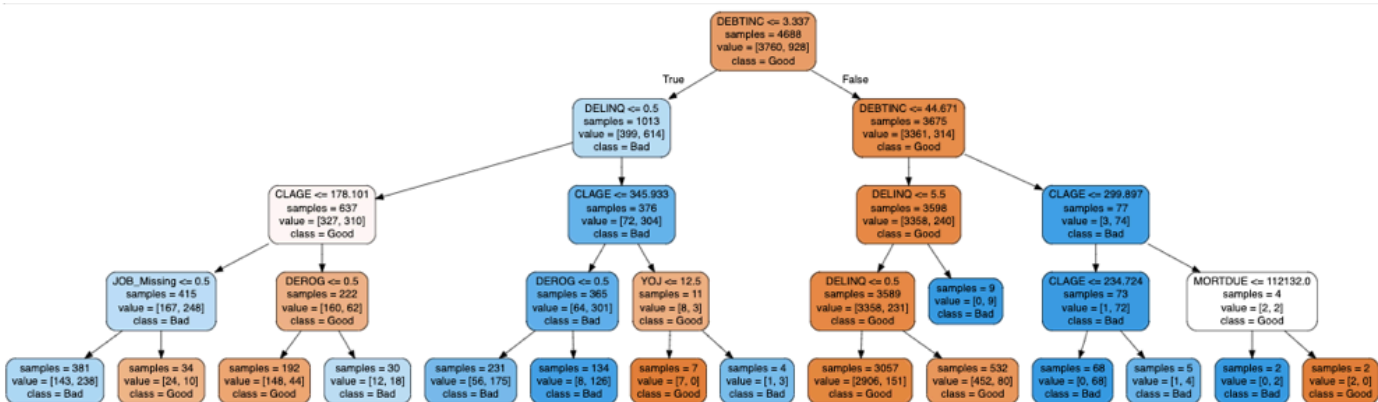 DEBTINC <= 3.337
samples = 4688
value = [3760, 928]
class = Good
True
False
DELINQ <= 0.5
samples = 1013
value = [399, 614]
class = Bad
DEBTINC <= 44.671
samples = 3675
value = [3361, 314]
class = Good
CLAGE <= 178.101
samples = 637
value = [327, 310]
class = Good
CLAGE <= 345.933
samples = 376
value = [72, 304]
class = Bad
DELINQ <= 5.5
samples = 3598
value = [3358, 240]
class = Good
CLAGE <= 299.897
samples = 77
value = [3, 74]
class = Bad
JOB_Missing <= 0.5
samples = 415
value = [167, 248]
class = Bad
DEROG <= 0.5
samples = 222
value = [160, 62]
class = Good
DEROG <= 0.5
samples = 365
value = [64, 301]
class = Bad
YOJ <= 12.5
samples = 11
value = [8, 3]
class = Good
DELINQ <= 0.5
samples = 3589
value = [3358, 231]
class = Good
samples = 9
value = [0, 9]
class = Bad
CLAGE <= 234.724
samples = 73
value = [1, 72]
class = Bad
MORTDUE <= 112132.0
samples = 4
value = [2, 2]
class = Good
samples = 381
value = [143, 238]
class = Bad
samples = 34
value = [24, 10]
class = Good
samples = 192
value = [148, 44]
class = Good
samples = 30
value = [12, 18]
class = Bad
samples = 231
value = [56, 175]
class = Bad
samples = 134
value = [8, 126]
class = Bad
samples = 7
value = [7, 0]
class = Good
samples = 4
value = [1, 3]
class = Bad
samples = 3057
value = [2906, 151]
class = Good
samples = 532
value = [452, 80]
class = Good
samples = 68
value = [0, 68]
class = Bad
samples = 5
value = [1, 4]
class = Bad
samples = 2
value = [0, 2]
class = Bad
samples = 2
value = [2, 0]
class = Good